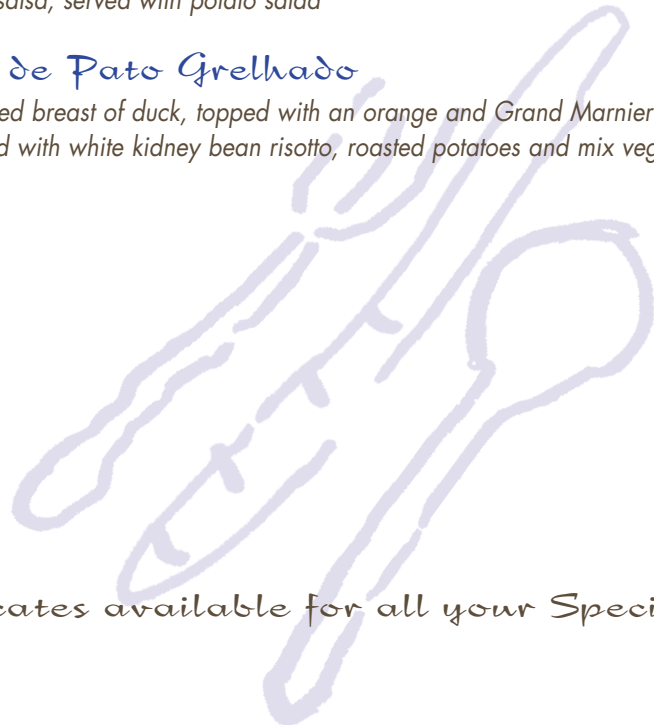 salsa, served with potato salad
de Pato Grelhado
ed breast of duck, topped with an orange and Grand Marnier
d with white kidney bean risotto, roasted potatoes and mix veg
cates available for all your Speci